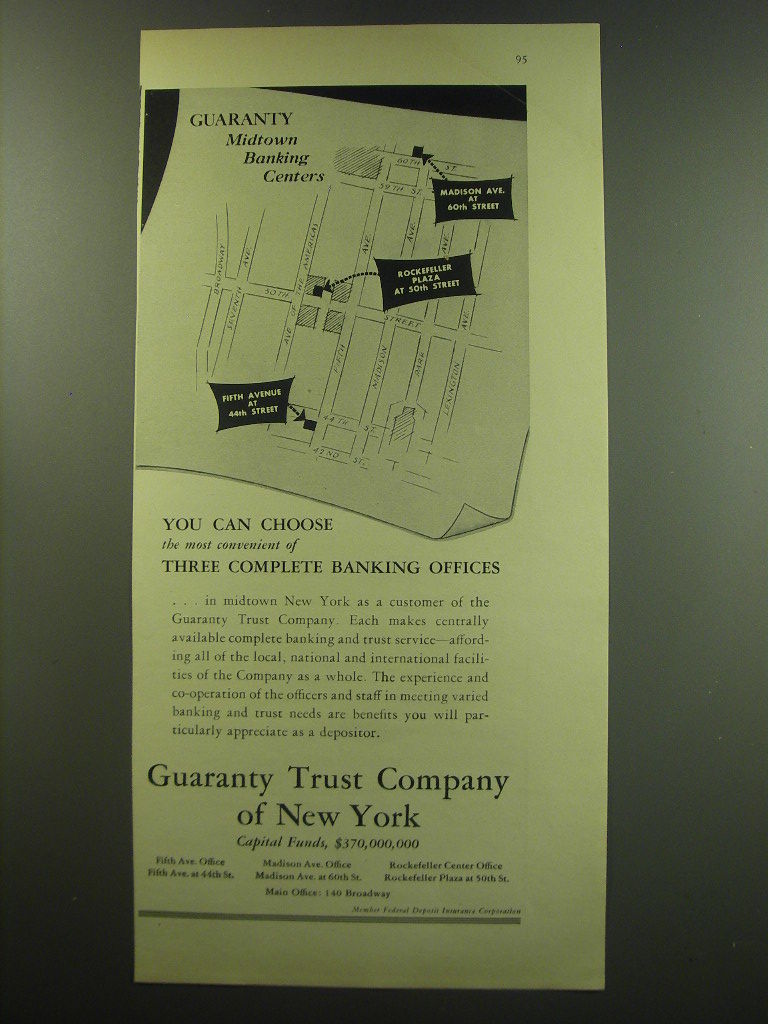 95
GUARANTY
Midtown
Banking
Centers
60TH ST.
59TH ST.
MADISON AVE.
AT
60th STREET
BROADWAY
SEVENTH AVE.
AVE. OF THE AMERICAS
FIFTH AVE.
MADISON AVE.
PARK AVE.
LEXINGTON AVE.
ROCKEFELLER
PLAZA
AT 50th STREET
50TH STREET
FIFTH AVENUE
AT
44th STREET
44TH ST.
42ND ST.
YOU CAN CHOOSE
the most convenient of
THREE COMPLETE BANKING OFFICES
. . . in midtown New York as a customer of the
Guaranty Trust Company. Each makes centrally
available complete banking and trust service—afford-
ing all of the local, national and international facili-
ties of the Company as a whole. The experience and
co-operation of the officers and staff in meeting varied
banking and trust needs are benefits you will par-
ticularly appreciate as a depositor.
Guaranty Trust Company
of New York
Capital Funds, $370,000,000
Fifth Ave. Office
Fifth Ave. at 44th St.
Madison Ave. Office
Madison Ave. at 60th St.
Rockefeller Center Office
Rockefeller Plaza at 50th St.
Main Office: 140 Broadway
Member Federal Deposit Insurance Corporation